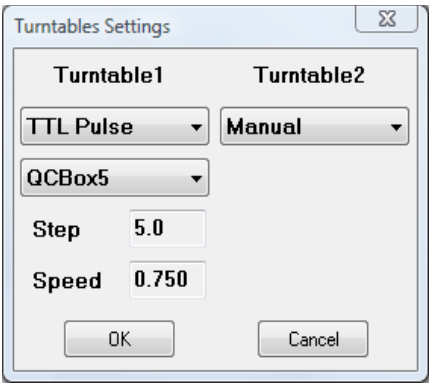 Turntables Settings
Turntable1 Turntable2
TTL Pulse Manual
QCBox5
Step 5.0
Speed 0.750
OK Cancel